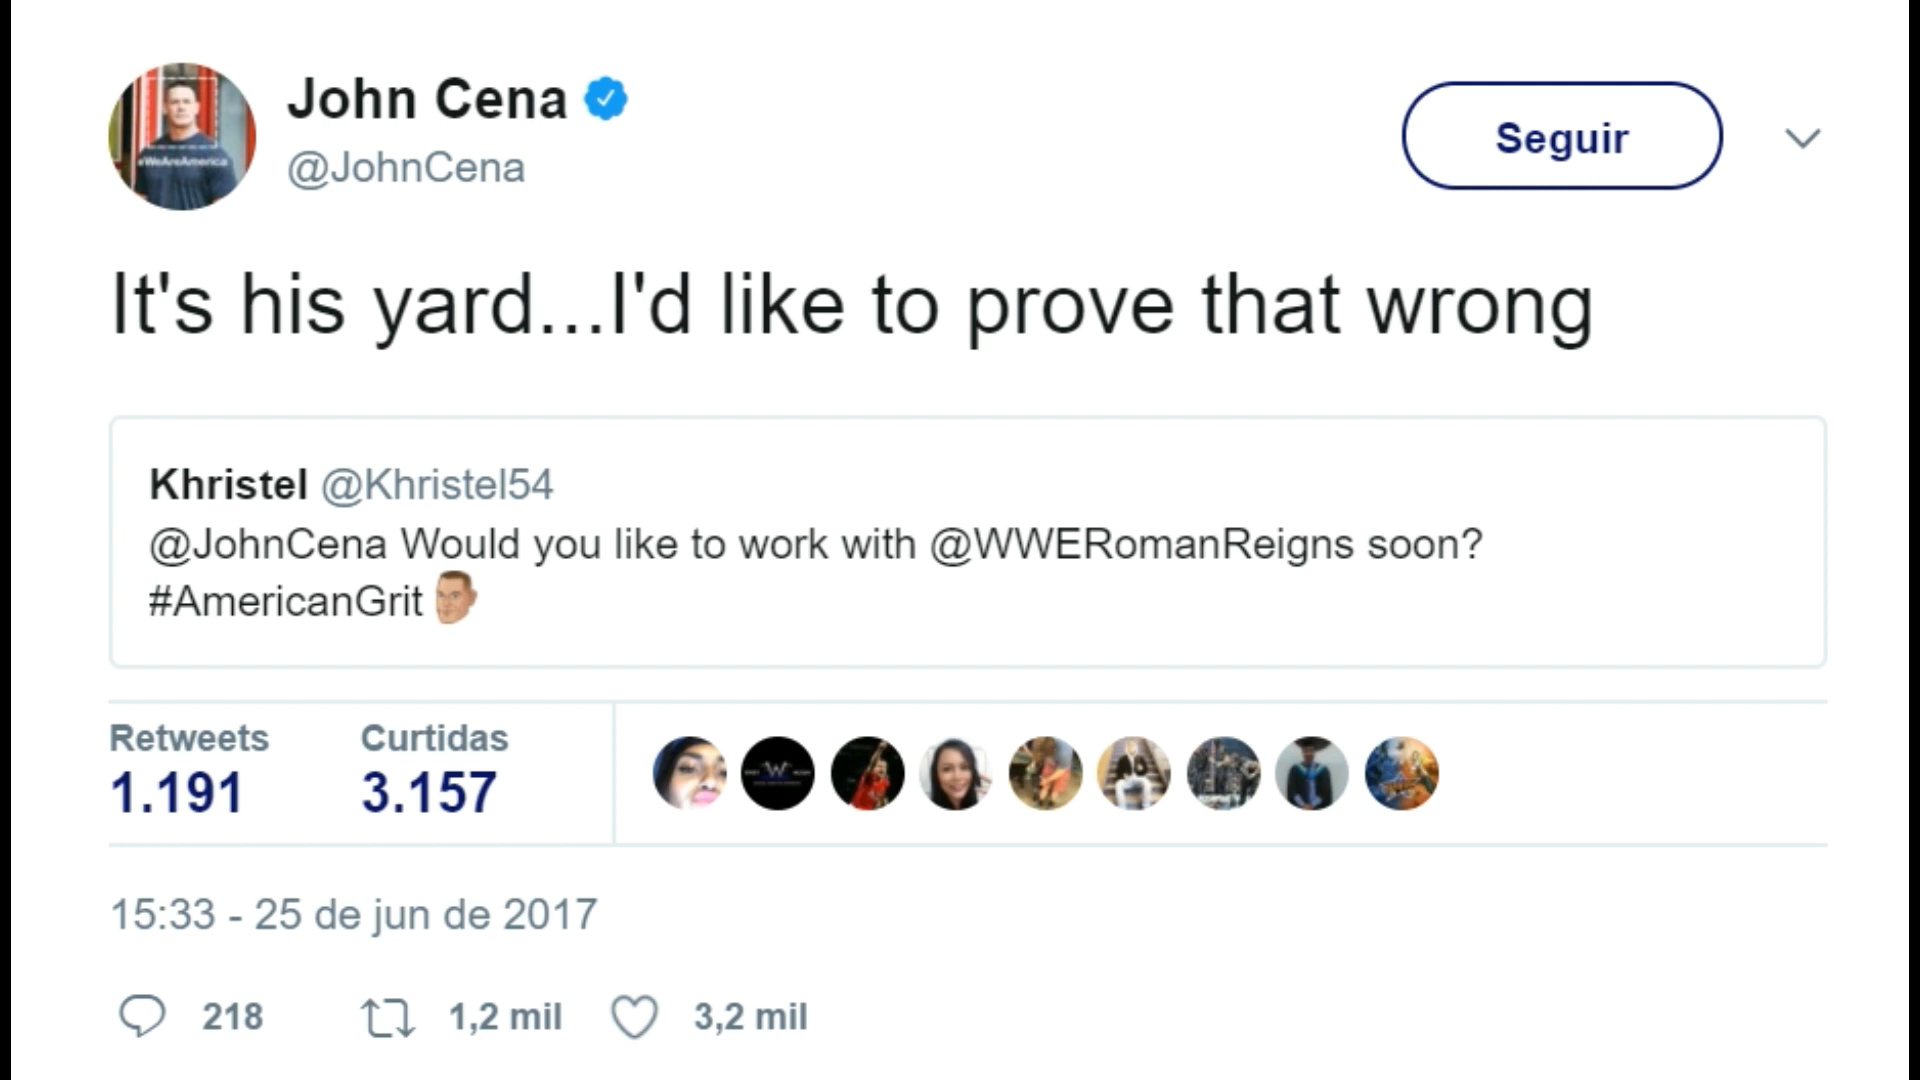 John Cena
@JohnCena
Seguir
#WeAreAmerica
It's his yard...I'd like to prove that wrong
Khristel @Khristel54
@JohnCena Would you like to work with @WWERomanReigns soon?
#AmericanGrit
Retweets Curtidas
1.191 3.157
15:33 - 25 de jun de 2017
218 1,2 mil 3,2 mil